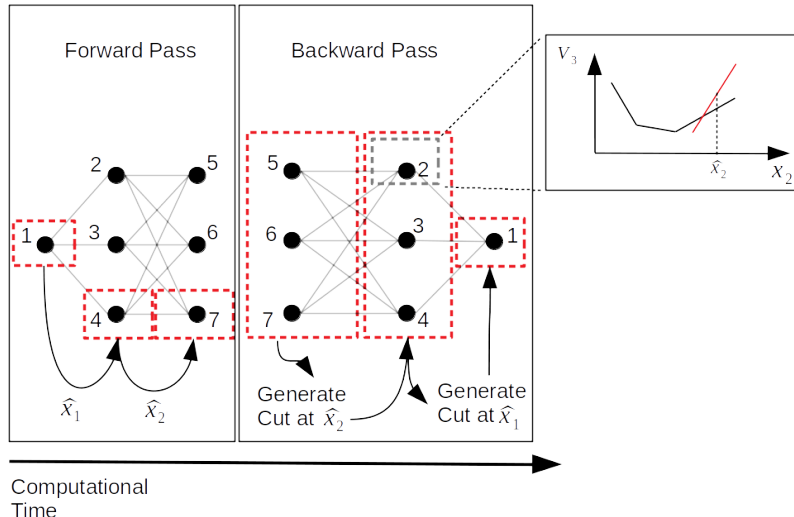 Forward Pass
Backward Pass
1
2
3
4
5
6
7
x̂₁
x̂₂
5
6
7
2
3
4
1
Generate
Cut at x̂₂
Generate
Cut at x̂₁
V₃
x̂₂
x₂
Computational
Time